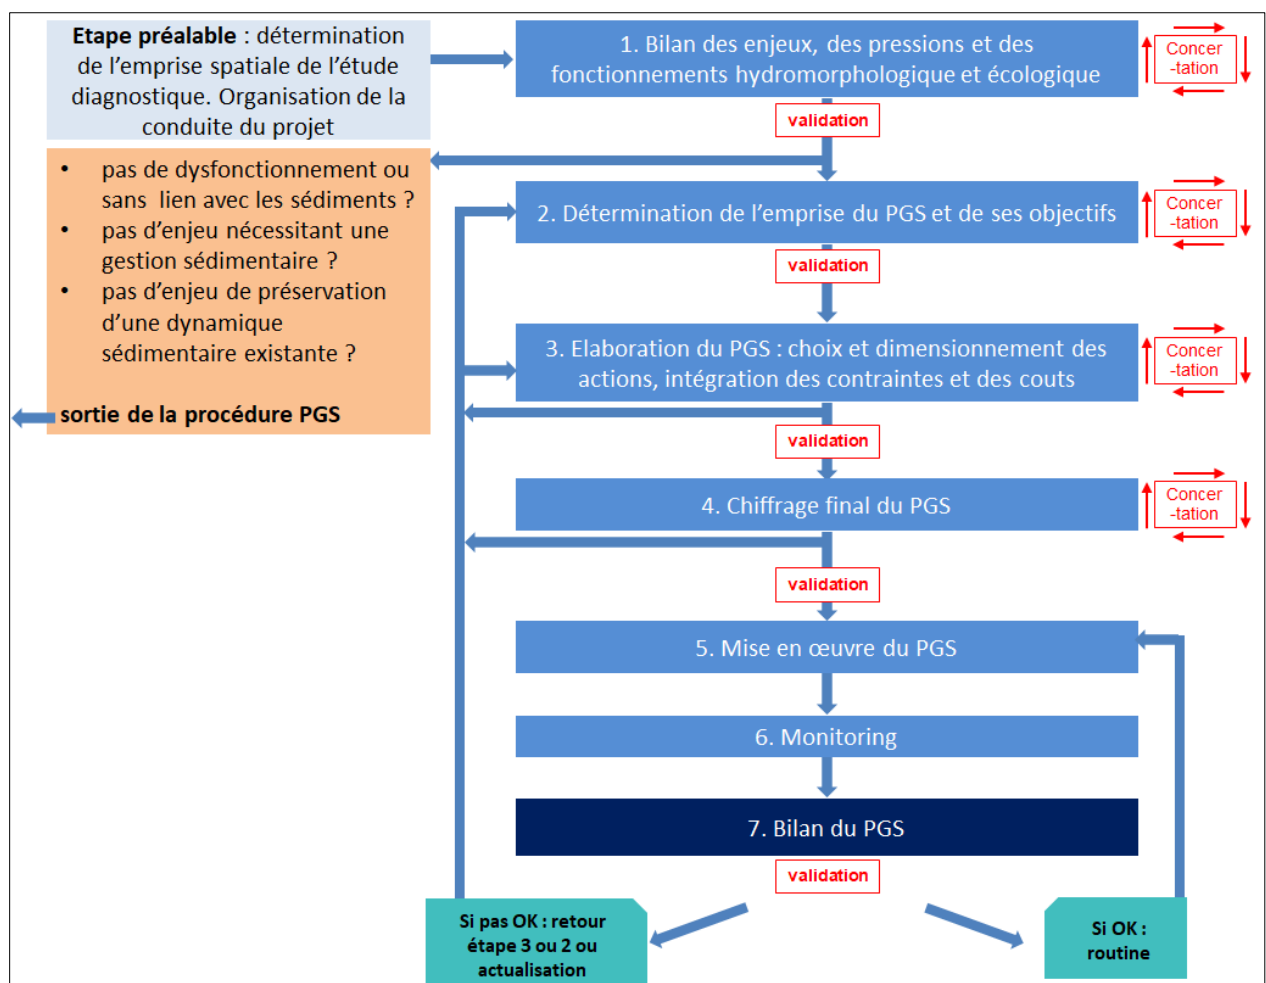 Etape préalable : détermination
de l’emprise spatiale de l’étude
diagnostique. Organisation de la
conduite du projet
1. Bilan des enjeux, des pressions et des
fonctionnements hydromorphologique et écologique
Concer
-tation
validation
• pas de dysfonctionnement ou
sans lien avec les sédiments ?
• pas d’enjeu nécessitant une
gestion sédimentaire ?
• pas d’enjeu de préservation
d’une dynamique
sédimentaire existante ?
sortie de la procédure PGS
2. Détermination de l’emprise du PGS et de ses objectifs
Concer
-tation
validation
3. Elaboration du PGS : choix et dimensionnement des
actions, intégration des contraintes et des couts
Concer
-tation
validation
4. Chiffrage final du PGS
Concer
-tation
validation
5. Mise en œuvre du PGS
6. Monitoring
7. Bilan du PGS
validation
Si pas OK : retour
étape 3 ou 2 ou
actualisation
Si OK :
routine